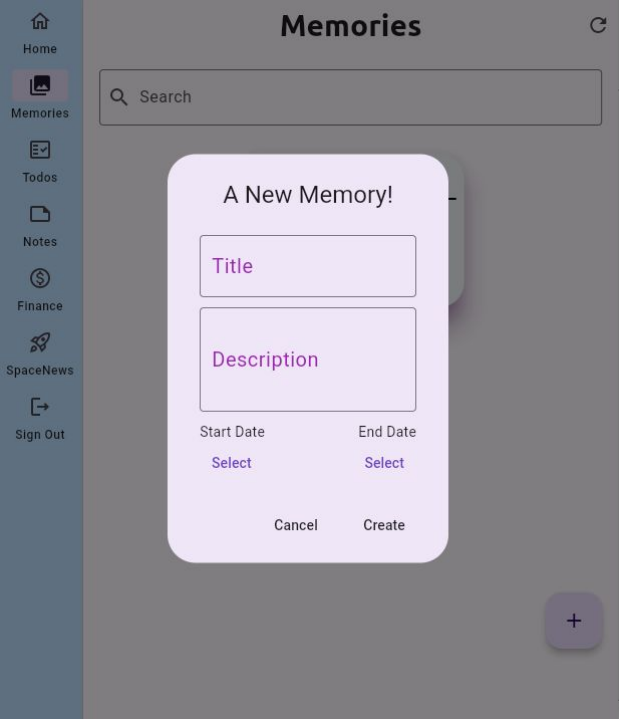 Home
Memories
Todos
Notes
Finance
SpaceNews
Sign Out
Memories
Search
A New Memory!
Title
Description
Start Date End Date
Select Select
Cancel Create